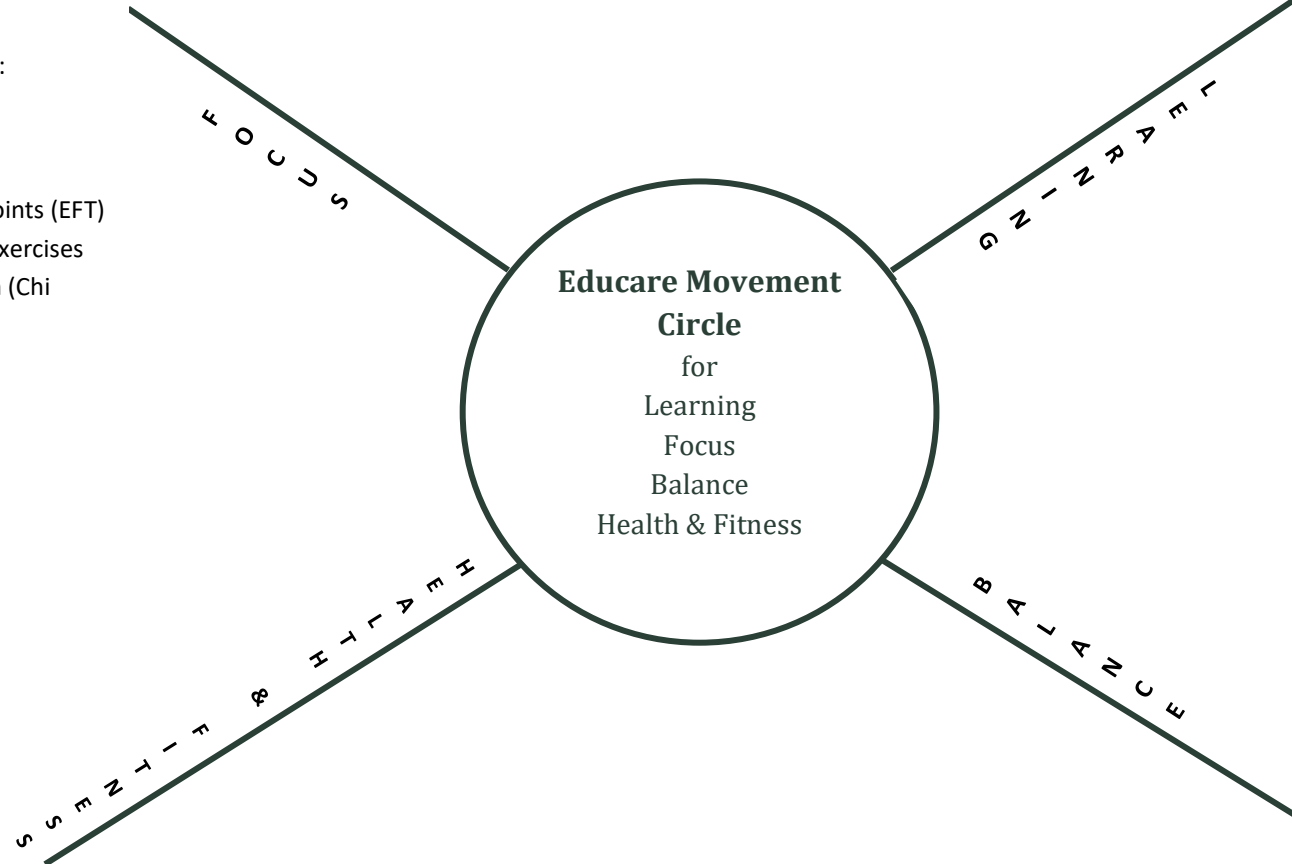 :
oints (EFT)
xercises
(Chi
FOCUS
LEARNING
Educare Movement
Circle
for
Learning
Focus
Balance
Health & Fitness
HEALTH & FITNESS
BALANCE